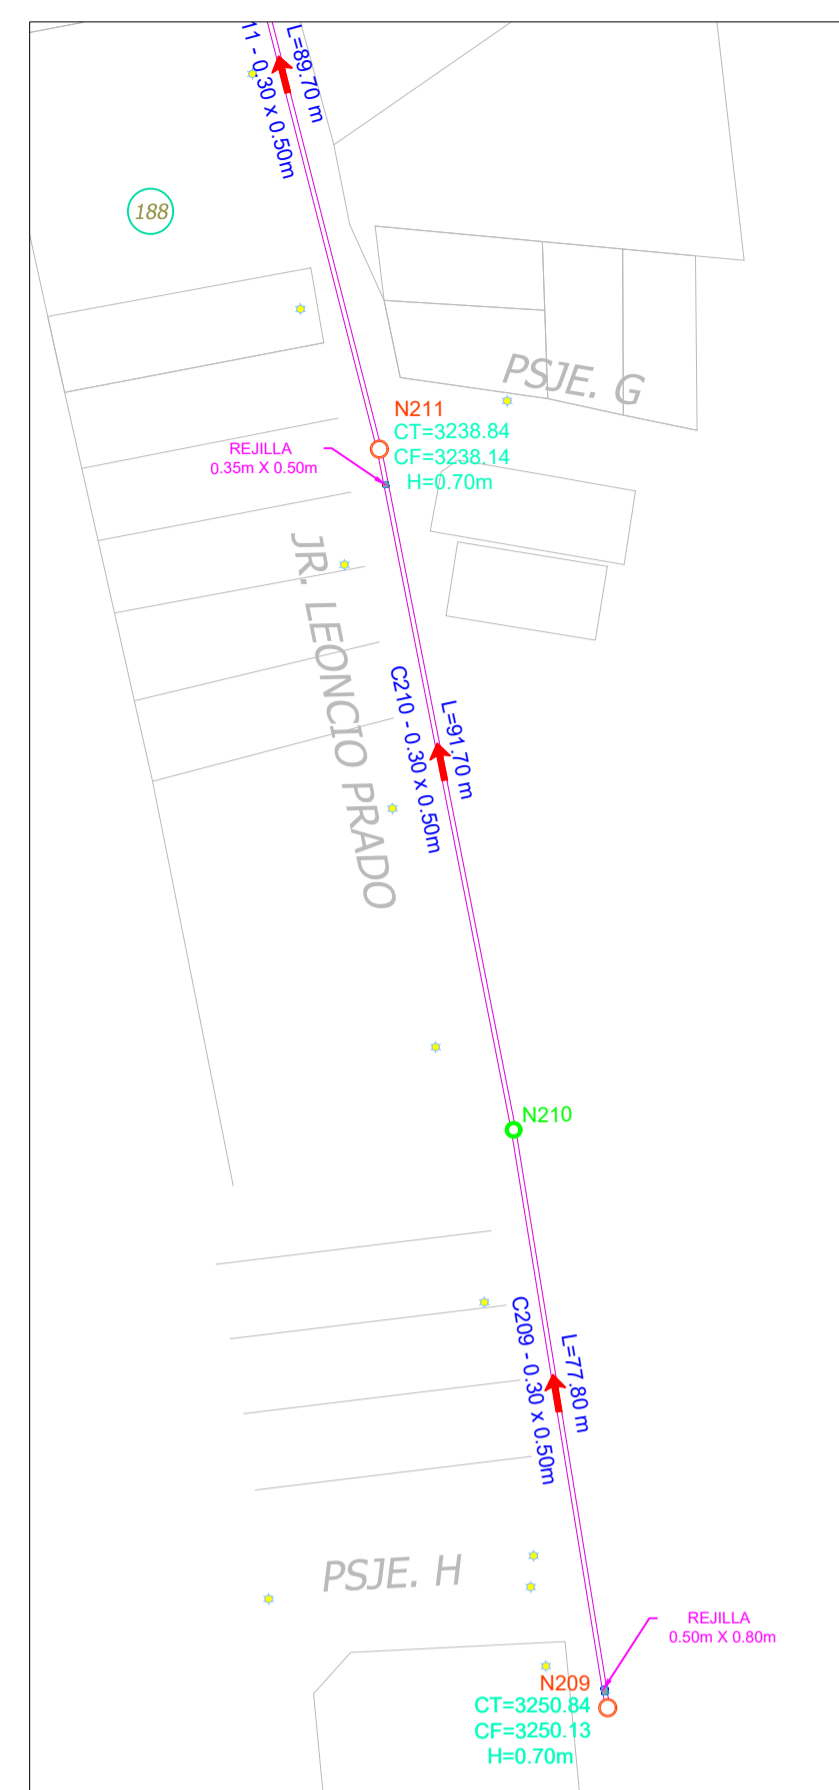 L=89.70 m
11 - 0.30 x 0.50m
188
PSJE. G
N211
CT=3238.84
CF=3238.14
H=0.70m
REJILLA
0.35m X 0.50m
JR. LEONCIO PRADO
C210 - 0.30 x 0.50m
L=91.70 m
N210
C209 - 0.30 x 0.50m
L=77.80 m
PSJE. H
REJILLA
0.50m X 0.80m
N209
CT=3250.84
CF=3250.13
H=0.70m